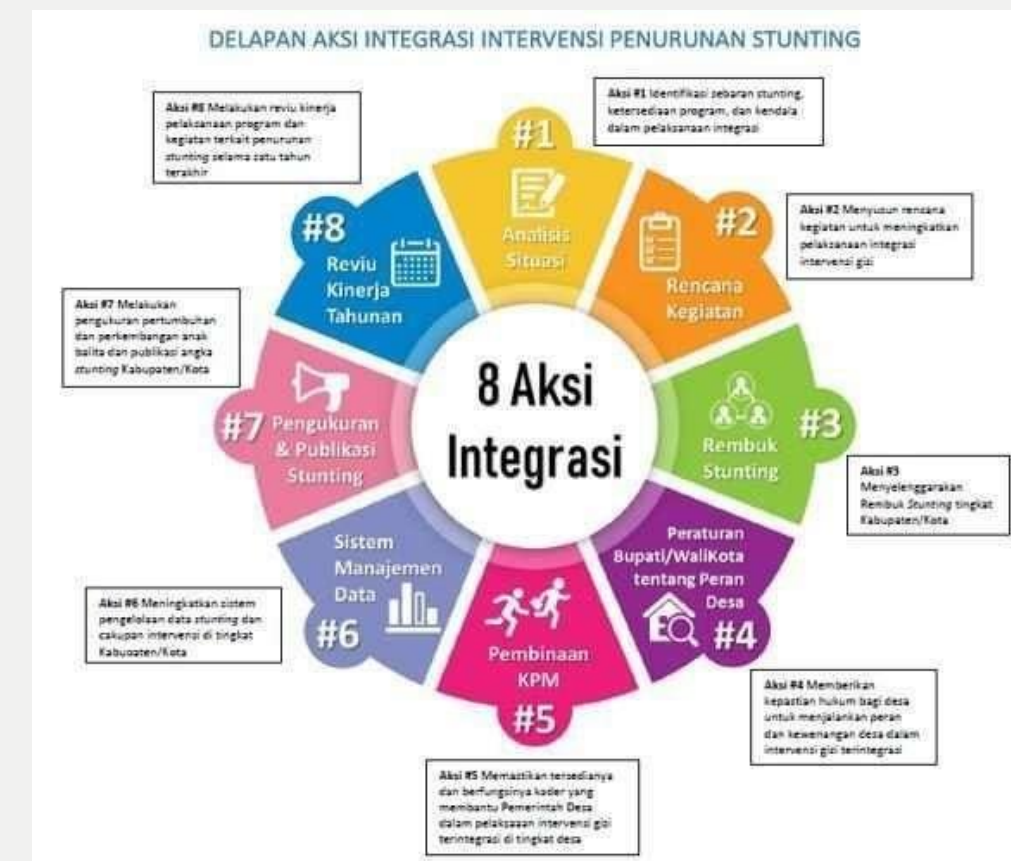 DELAPAN AKSI INTEGRASI INTERVENSI PENURUNAN STUNTING
Aksi #1 Identifikasi sebaran stunting,
ketersediaan program, dan kendala
dalam pelaksanaan integrasi
#1
Analisis
Situasi
Aksi #2 Menyusun rencana
kegiatan untuk meningkatkan
pelaksanaan integrasi
intervensi gizi
#2
Rencana
Kegiatan
#3
Rembuk
Stunting
Aksi #3
Menyelenggarakan
Rembuk Stunting tingkat
Kabupaten/Kota
Peraturan
Bupati/WaliKota
tentang Peran
Desa
#4
Aksi #4 Memberikan
kepastian hukum bagi desa
untuk menjalankan peran
dan kewenangan desa dalam
intervensi gizi terintegrasi
Pembinaan
KPM
#5
Aksi #5 Memastikan tersedianya
dan berfungsinya kader yang
membantu Pemerintah Desa
dalam pelaksaaan intervensi gizi
terintegrasi di tingkat desa
Sistem
Manajemen
Data
#6
Aksi #6 Meningkatkan sistem
pengelolaan data stunting dan
cakupan intervensi di tingkat
Kabupaten/Kota
#7 Pengukuran
& Publikasi
Stunting
Aksi #7 Melakukan
pengukuran pertumbuhan
dan perkembangan anak
balita dan publikasi angka
stunting Kabupaten/Kota
#8
Reviu
Kinerja
Tahunan
Aksi #8 Melakukan reviu kinerja
pelaksanaan program dan
kegiatan terkait penurunan
stunting selama satu tahun
terakhir
8 Aksi
Integrasi